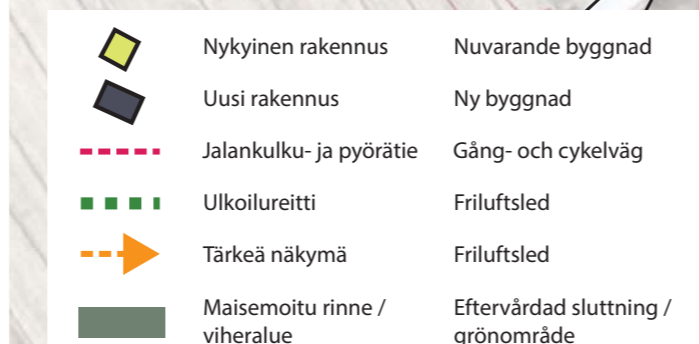 Nykyinen rakennus Nuvarande byggnad
Uusi rakennus Ny byggnad
Jalankulku- ja pyörätie Gång- och cykelväg
Ulkoilureitti Friluftsled
Tärkeä näkymä Friluftsled
Maisemoitu rinne / Eftervårdad sluttning /
viheralue grönområde